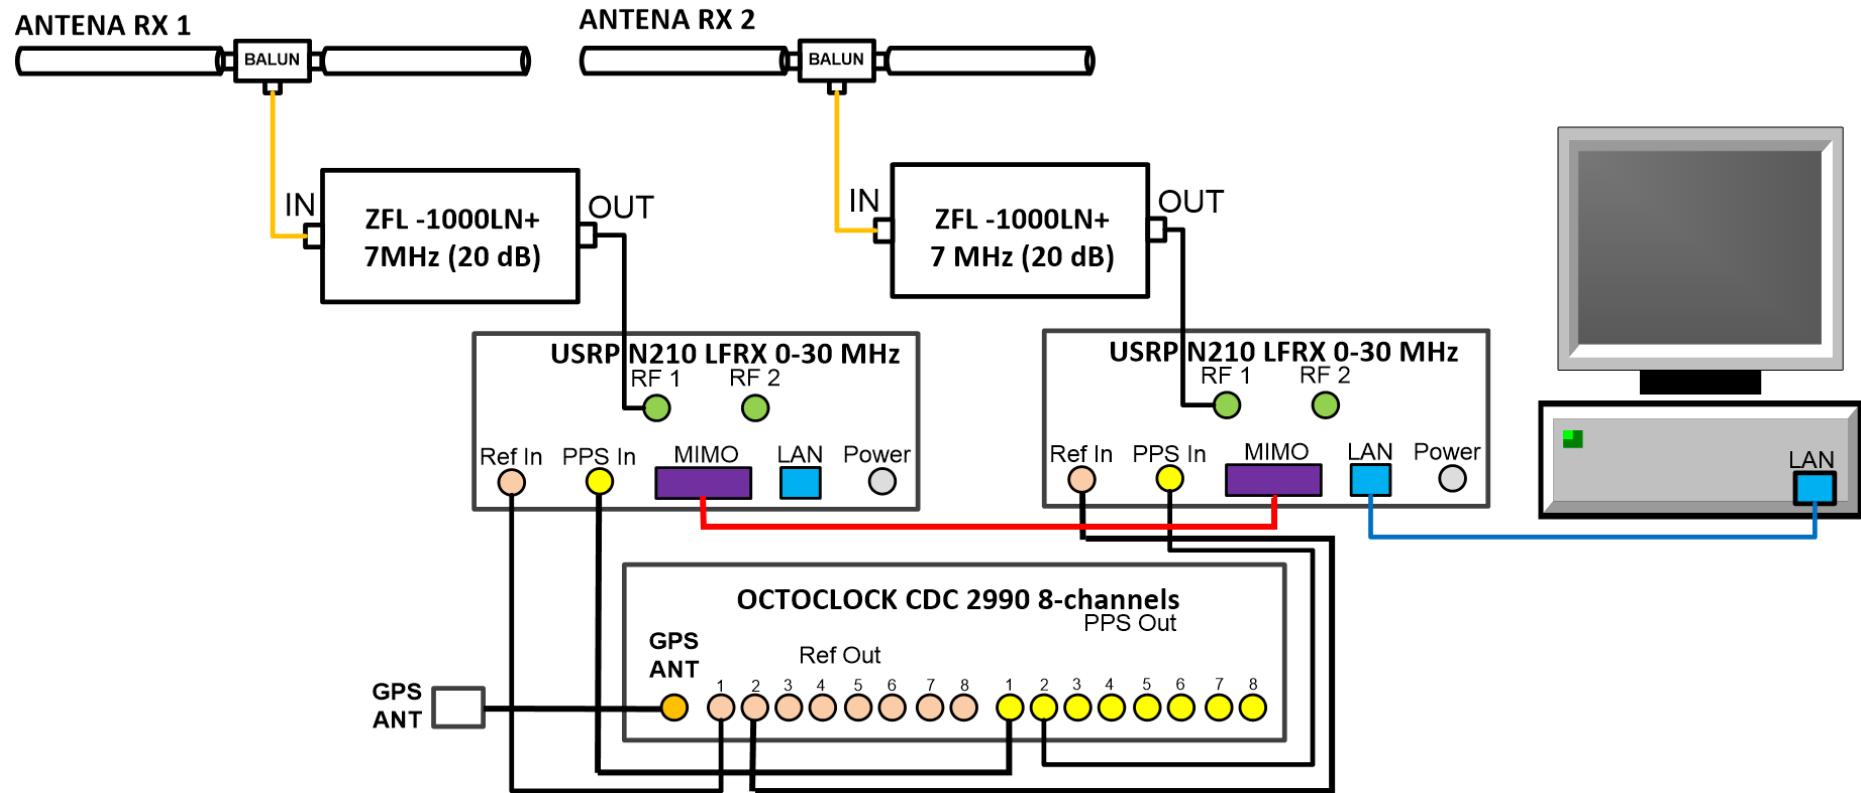 ANTENA RX 1
ANTENA RX 2
BALUN
BALUN
IN
ZFL -1000LN+
7MHz (20 dB)
OUT
IN
ZFL -1000LN+
7 MHz (20 dB)
OUT
USRP N210 LFRX 0-30 MHz
RF 1
RF 2
Ref In
PPS In
MIMO
LAN
Power
USRP N210 LFRX 0-30 MHz
RF 1
RF 2
Ref In
PPS In
MIMO
LAN
Power
LAN
OCTOCLOCK CDC 2990 8-channels
PPS Out
GPS
ANT
Ref Out
1 2 3 4 5 6 7 8
1 2 3 4 5 6 7 8
GPS
ANT